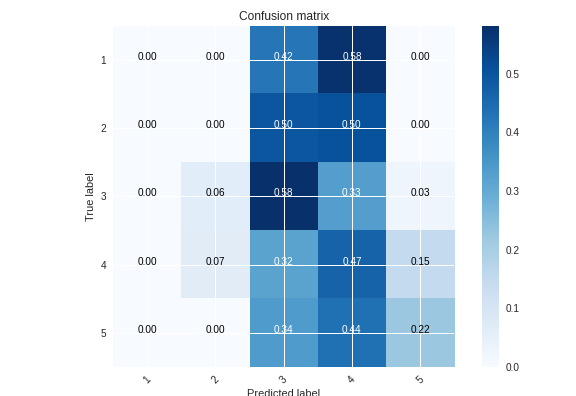 Confusion matrix
1 0.00 0.00 0.42 0.58 0.00
2 0.00 0.00 0.50 0.50 0.00
3 0.00 0.06 0.58 0.33 0.03
4 0.00 0.07 0.32 0.47 0.15
5 0.00 0.00 0.34 0.44 0.22
True label
1 2 3 4 5
Predicted label
0.5
0.4
0.3
0.2
0.1
0.0